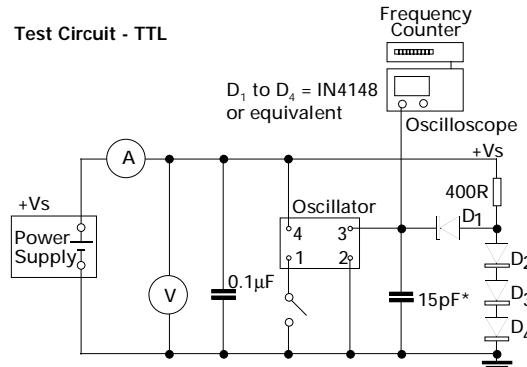 Frequency
Counter
Test Circuit - TTL
D1 to D4 = IN4148
or equivalent
Oscilloscope
A
+Vs
+Vs
400R
Oscillator
D1
Power
Supply
4
3
1
2
V
0.1µF
15pF*
D2
D3
D4